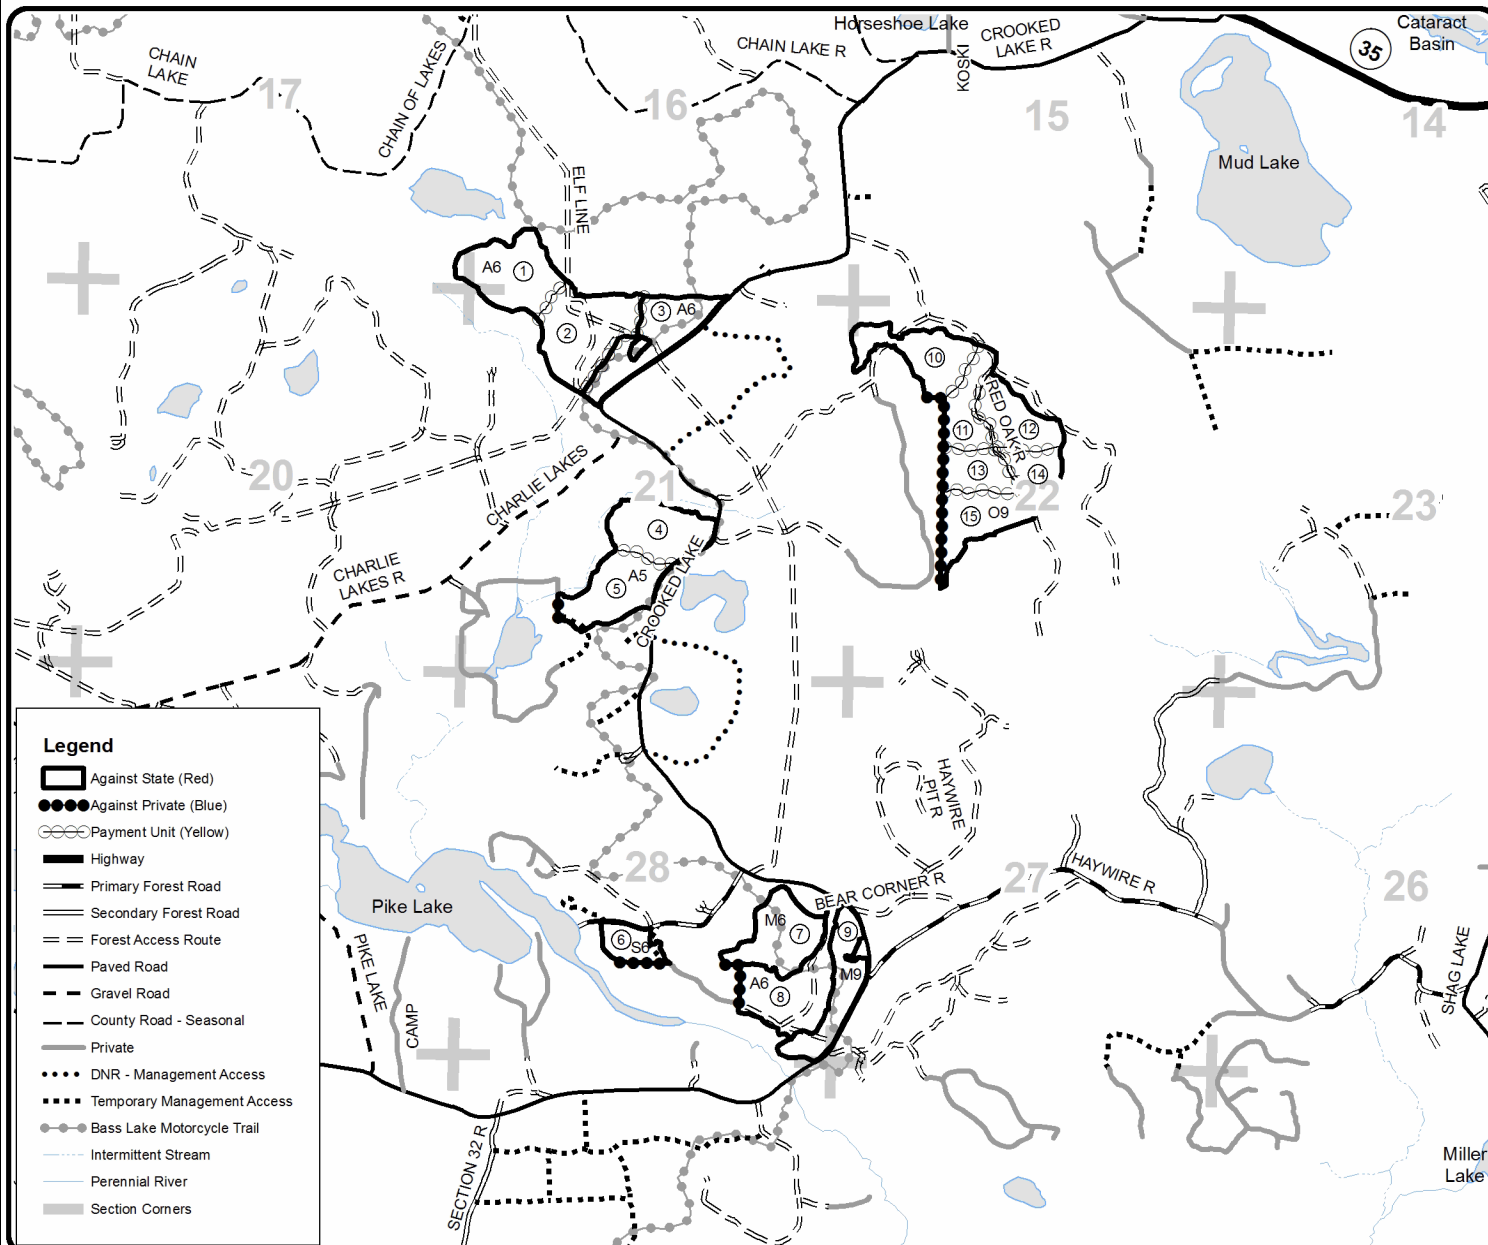 Horseshoe Lake
CROOKED
LAKE R
Cataract
Basin
35
CHAIN
LAKE
CHAIN LAKE R
KOSKI
CHAIN OF LAKES
17
16
15
14
Mud Lake
ELF LINE
A6
1
3
A6
2
10
RED OAK R
11
12
13
14
20
21
22
23
15
O9
CHARLIE LAKES
4
CHARLIE
LAKES R
A5
5
CROOKED LAKE
HAYWIRE
PIT R
28
27
26
HAYWIRE R
BEAR CORNER R
Pike Lake
M6
7
9
6
S6
M9
A6
8
PIKE LAKE
CAMP
SHAG LAKE
SECTION 32 R
Miller
Lake
Legend
Against State (Red)
Against Private (Blue)
Payment Unit (Yellow)
Highway
Primary Forest Road
Secondary Forest Road
Forest Access Route
Paved Road
Gravel Road
County Road - Seasonal
Private
DNR - Management Access
Temporary Management Access
Bass Lake Motorcycle Trail
Intermittent Stream
Perennial River
Section Corners